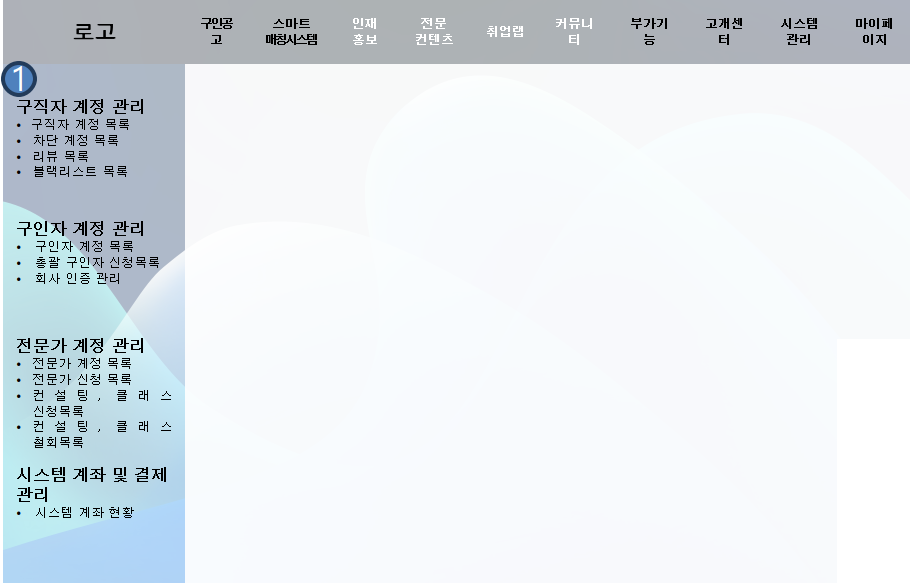 로고
구인공
고
스마트
매칭시스템
인재
홍보
전문
컨텐츠
취업랩
커뮤니
티
부가기
능
고개센
터
시스템
관리
마이페
이지
1
구직자 계정 관리
• 구직자 계정 목록
• 차단 계정 목록
• 리뷰 목록
• 블랙리스트 목록
구인자 계정 관리
• 구인자 계정 목록
• 총괄 구인자 신청목록
• 회사 인증 관리
전문가 계정 관리
• 전문가 계정 목록
• 전문가 신청 목록
• 컨설팅, 클래스
신청목록
• 컨설팅, 클래스
철회목록
시스템 계좌 및 결제
관리
• 시스템 계좌 현황